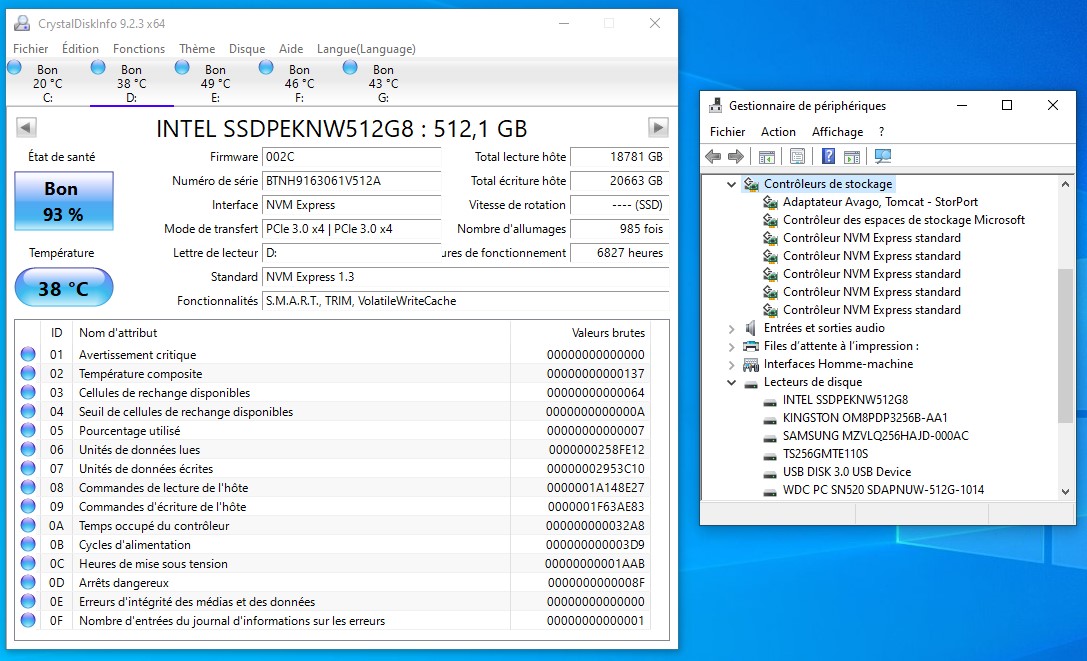 CrystalDiskInfo 9.2.3 x64
Fichier Édition Fonctions Thème Disque Aide Langue(Language)
Bon Bon Bon Bon Bon
20 °C 38 °C 49 °C 46 °C 43 °C
C: D: E: F: G:
INTEL SSDPEKNW512G8 : 512,1 GB
État de santé
Bon
93 %
Température
38 °C
Firmware 002C
Numéro de série BTNH9163061V512A
Interface NVM Express
Mode de transfert PCIe 3.0 x4 | PCIe 3.0 x4
Lettre de lecteur D:
Standard NVM Express 1.3
Fonctionnalités S.M.A.R.T., TRIM, VolatileWriteCache
Total lecture hôte 18781 GB
Total écriture hôte 20663 GB
Vitesse de rotation ---- (SSD)
Nombre d'allumages 985 fois
ures de fonctionnement 6827 heures
ID Nom d'attribut Valeurs brutes
01 Avertissement critique 00000000000000
02 Température composite 00000000000137
03 Cellules de rechange disponibles 00000000000064
04 Seuil de cellules de rechange disponibles 0000000000000A
05 Pourcentage utilisé 00000000000007
06 Unités de données lues 0000000258FE12
07 Unités de données écrites 00000002953C10
08 Commandes de lecture de l'hôte 0000001A148E27
09 Commandes d'écriture de l'hôte 0000001F63AE83
0A Temps occupé du contrôleur 000000000032A8
0B Cycles d'alimentation 000000000003D9
0C Heures de mise sous tension 00000000001AAB
0D Arrêts dangereux 0000000000008F
0E Erreurs d'intégrité des médias et des données 00000000000000
0F Nombre d'entrées du journal d'informations sur les erreurs 00000000000001
Gestionnaire de périphériques
Fichier Action Affichage ?
Contrôleurs de stockage
Adaptateur Avago, Tomcat - StorPort
Contrôleur des espaces de stockage Microsoft
Contrôleur NVM Express standard
Contrôleur NVM Express standard
Contrôleur NVM Express standard
Contrôleur NVM Express standard
Contrôleur NVM Express standard
Entrées et sorties audio
Files d'attente à l'impression :
Interfaces Homme-machine
Lecteurs de disque
INTEL SSDPEKNW512G8
KINGSTON OM8PDP3256B-AA1
SAMSUNG MZVLQ256HAJD-000AC
TS256GMTE110S
USB DISK 3.0 USB Device
WDC PC SN520 SDAPNUW-512G-1014